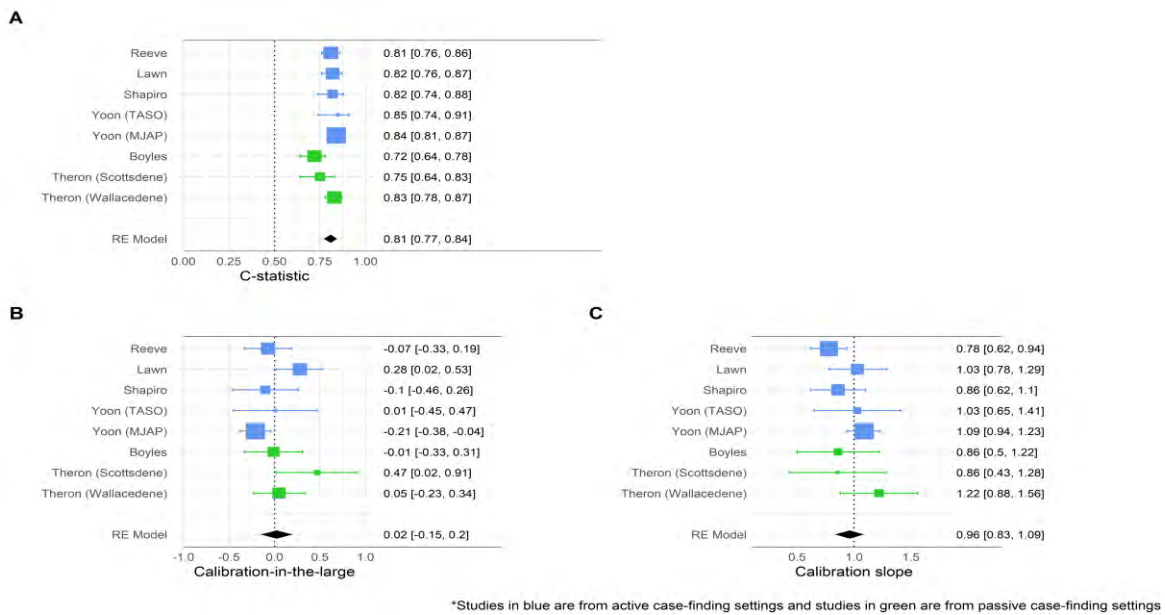 A
Reeve 0.81 [0.76, 0.86]
Lawn 0.82 [0.76, 0.87]
Shapiro 0.82 [0.74, 0.88]
Yoon (TASO) 0.85 [0.74, 0.91]
Yoon (MJAP) 0.84 [0.81, 0.87]
Boyles 0.72 [0.64, 0.78]
Theron (Scottsdene) 0.75 [0.64, 0.83]
Theron (Wallacedene) 0.83 [0.78, 0.87]
RE Model 0.81 [0.77, 0.84]
0.00 0.25 0.50 0.75 1.00
C-statistic
B
Reeve -0.07 [-0.33, 0.19]
Lawn 0.28 [0.02, 0.53]
Shapiro -0.1 [-0.46, 0.26]
Yoon (TASO) 0.01 [-0.45, 0.47]
Yoon (MJAP) -0.21 [-0.38, -0.04]
Boyles -0.01 [-0.33, 0.31]
Theron (Scottsdene) 0.47 [0.02, 0.91]
Theron (Wallacedene) 0.05 [-0.23, 0.34]
RE Model 0.02 [-0.15, 0.2]
-1.0 -0.5 0.0 0.5 1.0
Calibration-in-the-large
C
Reeve 0.78 [0.62, 0.94]
Lawn 1.03 [0.78, 1.29]
Shapiro 0.86 [0.62, 1.1]
Yoon (TASO) 1.03 [0.65, 1.41]
Yoon (MJAP) 1.09 [0.94, 1.23]
Boyles 0.86 [0.5, 1.22]
Theron (Scottsdene) 0.86 [0.43, 1.28]
Theron (Wallacedene) 1.22 [0.88, 1.56]
RE Model 0.96 [0.83, 1.09]
0.5 1.0 1.5
Calibration slope
*Studies in blue are from active case-finding settings and studies in green are from passive case-finding settings